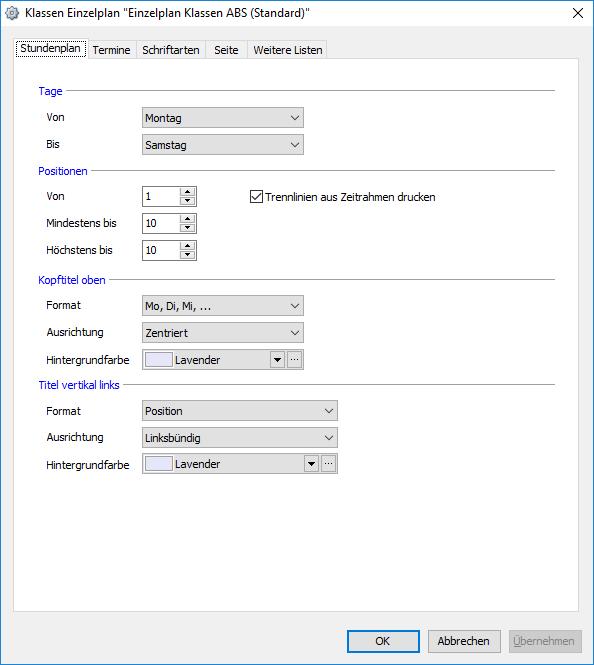 Klassen Einzelplan "Einzelplan Klassen ABS (Standard)"
Stundenplan Termine Schriftarten Seite Weitere Listen
Tage
Von Montag
Bis Samstag
Positionen
Von 1 Trennlinien aus Zeitrahmen drucken
Mindestens bis 10
Höchstens bis 10
Kopftitel oben
Format Mo, Di, Mi, ...
Ausrichtung Zentriert
Hintergrundfarbe Lavender ...
Titel vertikal links
Format Position
Ausrichtung Linksbündig
Hintergrundfarbe Lavender ...
OK Abbrechen Übernehmen